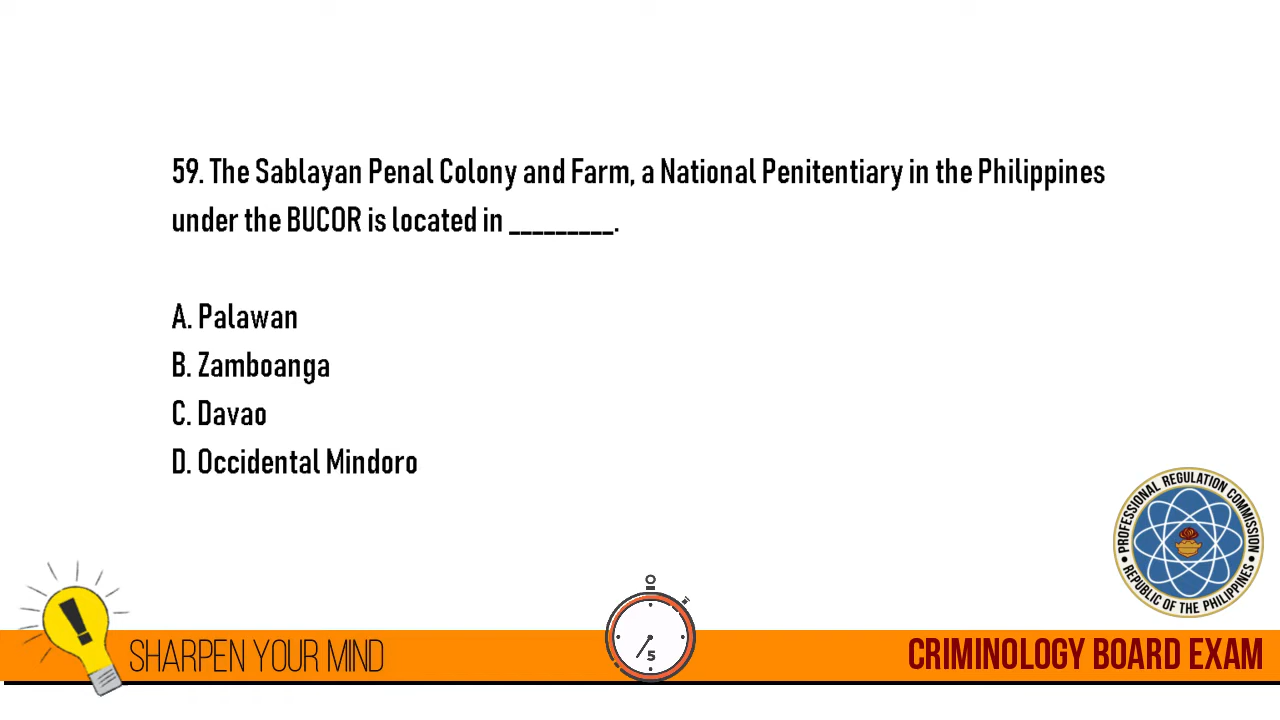 59. The Sablayan Penal Colony and Farm, a National Penitentiary in the Philippines
under the BUCOR is located in _________.
A. Palawan
B. Zamboanga
C. Davao
D. Occidental Mindoro
PROFESSIONAL REGULATION COMMISSION
REPUBLIC OF THE PHILIPPINES
SHARPEN YOUR MIND
5
CRIMINOLOGY BOARD EXAM